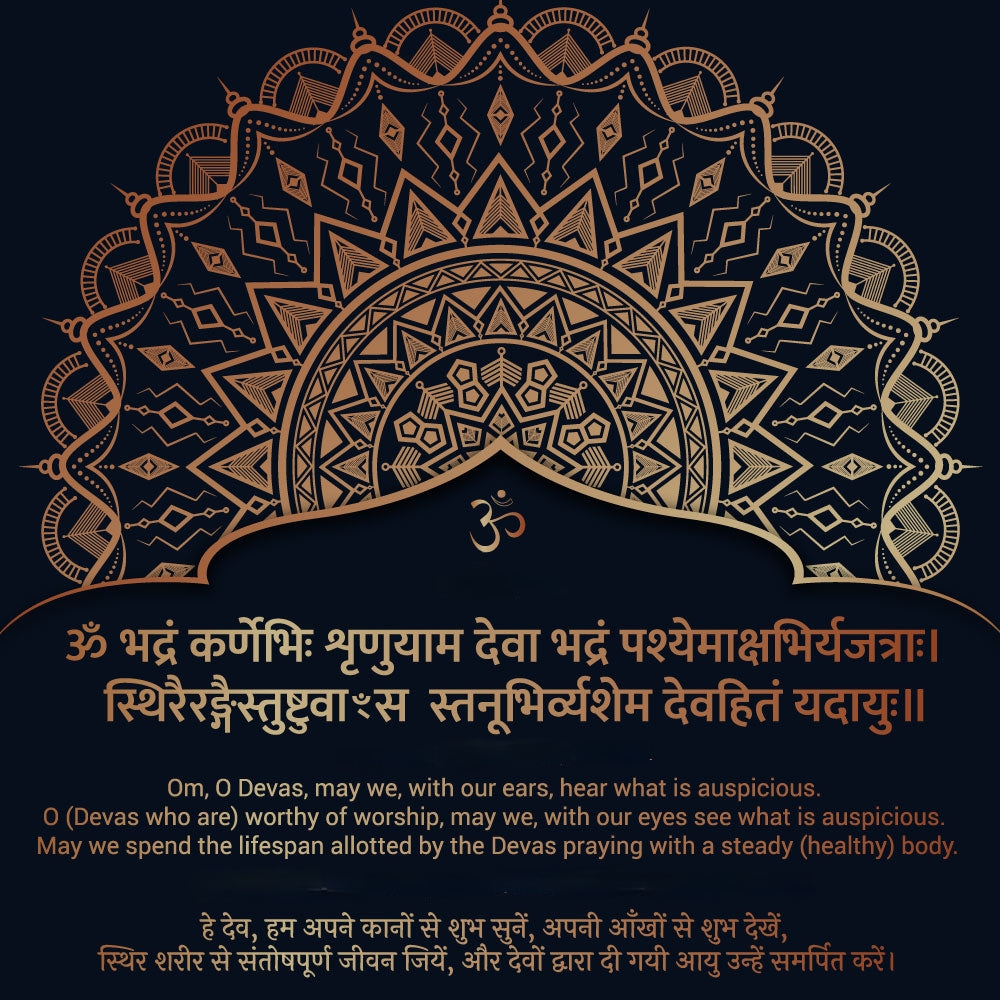 ॐ
ॐ भद्रं कर्णेभिः शृणुयाम देवा भद्रं पश्येमाक्षभिर्यजत्राः।
स्थिरैरङ्गैस्तुष्टुवाꣳस स्तनूभिर्व्यशेम देवहितं यदायुः॥
Om, O Devas, may we, with our ears, hear what is auspicious.
O (Devas who are) worthy of worship, may we, with our eyes see what is auspicious.
May we spend the lifespan allotted by the Devas praying with a steady (healthy) body.
हे देव, हम अपने कानों से शुभ सुनें, अपनी आँखों से शुभ देखें,
स्थिर शरीर से संतोषपूर्ण जीवन जियें, और देवों द्वारा दी गयी आयु उन्हें समर्पित करें।